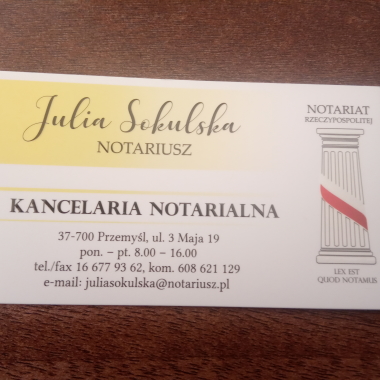 Julia Sokulska
NOTARIUSZ
KANCELARIA NOTARIALNA
37-700 Przemyśl, ul. 3 Maja 19
pon. – pt. 8.00 – 16.00
tel./fax 16 677 93 62, kom. 608 621 129
e-mail: juliasokulska@notariusz.pl
NOTARIAT
RZECZYPOSPOLITEJ
LEX EST
QUOD NOTAMUS